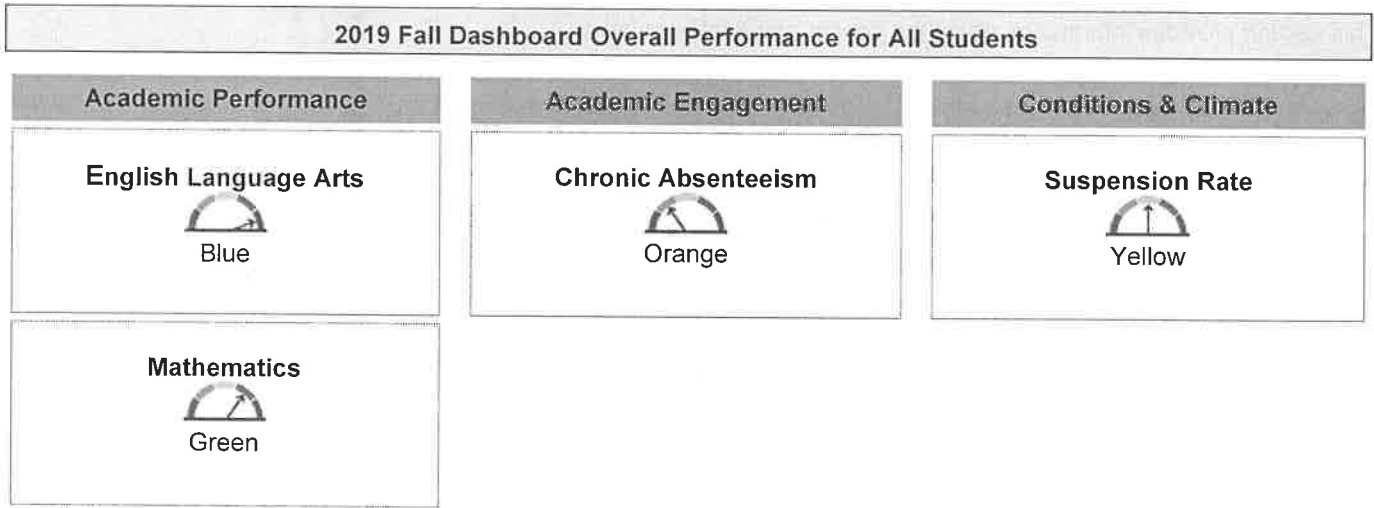 2019 Fall Dashboard Overall Performance for All Students
Academic Performance
Academic Engagement
Conditions & Climate
English Language Arts
Blue
Chronic Absenteeism
Orange
Suspension Rate
Yellow
Mathematics
Green